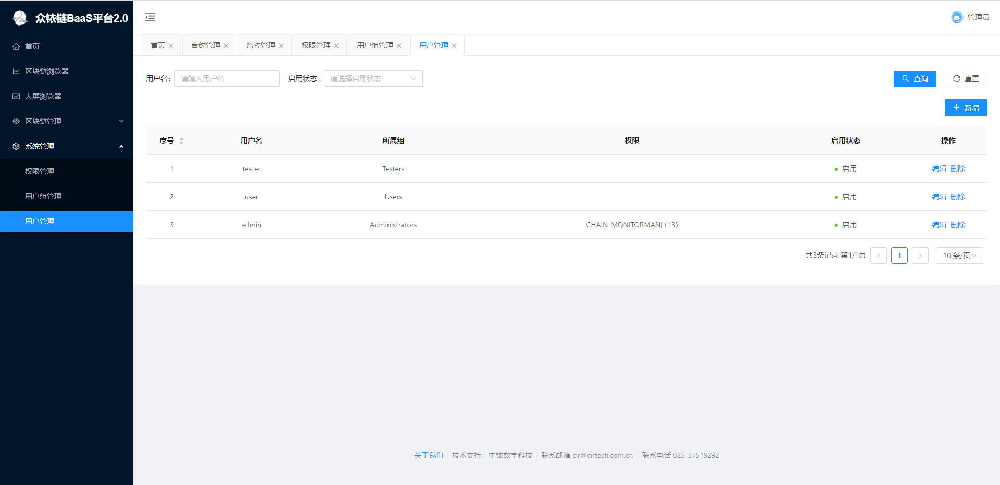 众铱链BaaS平台2.0
管理员
首页
区块链浏览器
大屏浏览器
区块链管理
系统管理
权限管理
用户组管理
用户管理
首页 合约管理 监控管理 权限管理 用户组管理 用户管理
用户名: 请输入用户名 启用状态: 请选择启用状态 查询 重置
新增
序号 用户名 所属组 权限 启用状态 操作
1 tester Testers 启用 编辑 删除
2 user Users 启用 编辑 删除
3 admin Administrators CHAIN_MONITORMAN(+13) 启用 编辑 删除
共3条记录 第1/1页 < 1 > 10 条/页
关于我们 技术支持：中铱数字科技 联系邮箱 cir@cirtech.com.cn 联系电话 025-57519292